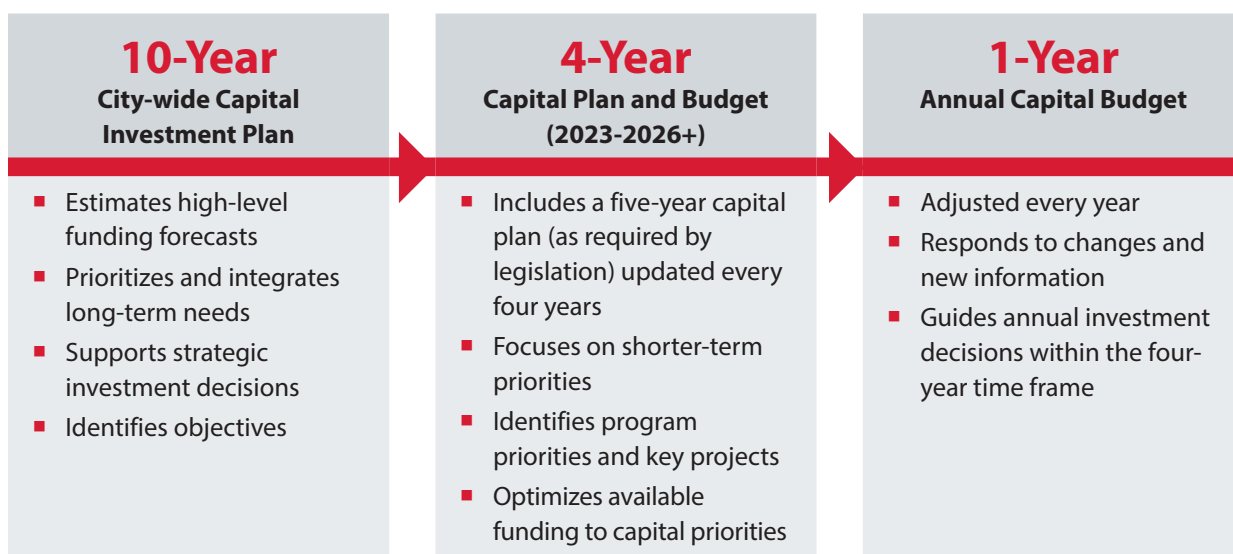 10-Year
City-wide Capital
Investment Plan
■ Estimates high-level
funding forecasts
■ Prioritizes and integrates
long-term needs
■ Supports strategic
investment decisions
■ Identifies objectives
4-Year
Capital Plan and Budget
(2023-2026+)
■ Includes a five-year capital
plan (as required by
legislation) updated every
four years
■ Focuses on shorter-term
priorities
■ Identifies program
priorities and key projects
■ Optimizes available
funding to capital priorities
1-Year
Annual Capital Budget
■ Adjusted every year
■ Responds to changes and
new information
■ Guides annual investment
decisions within the four-
year time frame